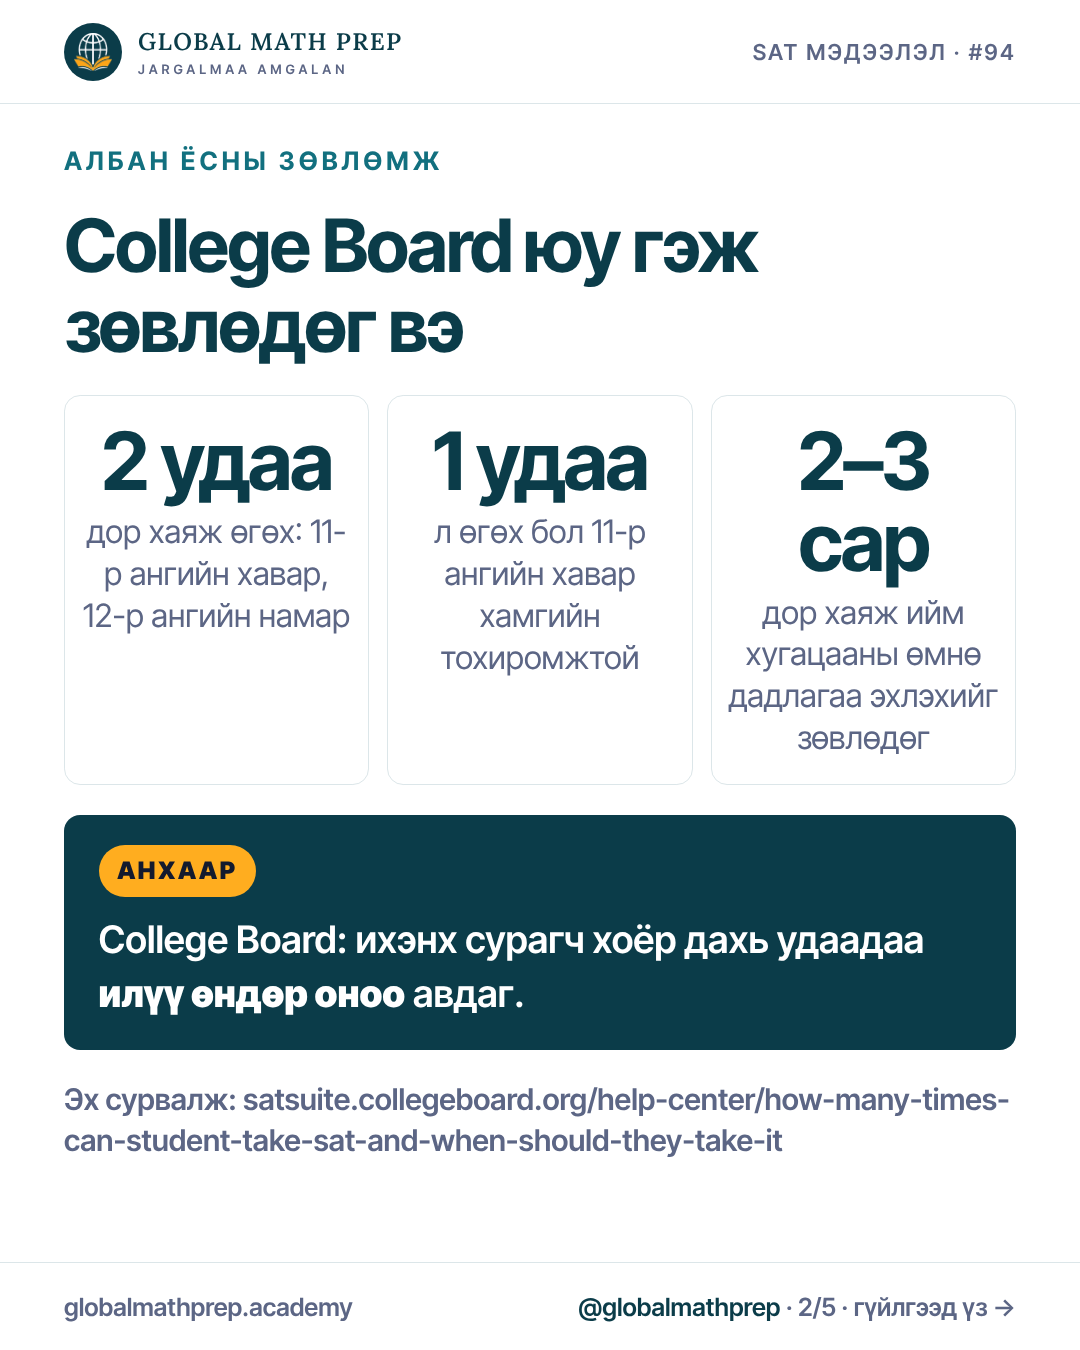 GLOBAL MATH PREP
JARGALMAA AMGALAN
SAT МЭДЭЭЛЭЛ · #94
АЛБАН ЁСНЫ ЗӨВЛӨМЖ
College Board юу гэж
зөвлөдөг вэ
2 удаа
дор хаяж өгөх: 11-
р ангийн хавар,
12-р ангийн намар
1 удаа
л өгөх бол 11-р
ангийн хавар
хамгийн
тохиромжтой
2–3
сар
дор хаяж ийм
хугацааны өмнө
дадлагаа эхлэхийг
зөвлөдөг
АНХААР
College Board: ихэнх сурагч хоёр дахь удаадаа
илүү өндөр оноо авдаг.
Эх сурвалж: satsuite.collegeboard.org/help-center/how-many-times-
can-student-take-sat-and-when-should-they-take-it
globalmathprep.academy
@globalmathprep · 2/5 · гүйлгээд үз →